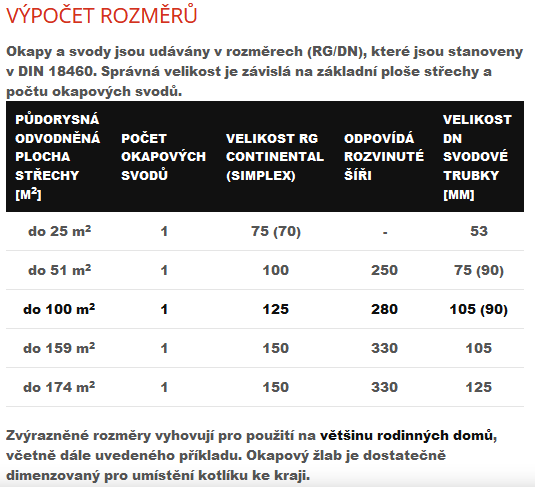 VÝPOČET ROZMĚRŮ
Okapy a svody jsou udávány v rozměrech (RG/DN), které jsou stanoveny
v DIN 18460. Správná velikost je závislá na základní ploše střechy a
počtu okapových svodů.
PŮDORYSNÁ ODVODNĚNÁ PLOCHA STŘECHY [M²] POČET OKAPOVÝCH SVODŮ VELIKOST RG CONTINENTAL (SIMPLEX) ODPOVÍDÁ ROZVINUTÉ ŠÍŘI VELIKOST DN SVODOVÉ TRUBKY [MM]
do 25 m² 1 75 (70) - 53
do 51 m² 1 100 250 75 (90)
do 100 m² 1 125 280 105 (90)
do 159 m² 1 150 330 105
do 174 m² 1 150 330 125
Zvýrazněné rozměry vyhovují pro použití na většinu rodinných domů,
včetně dále uvedeného příkladu. Okapový žlab je dostatečně
dimenzovaný pro umístění kotlíku ke kraji.